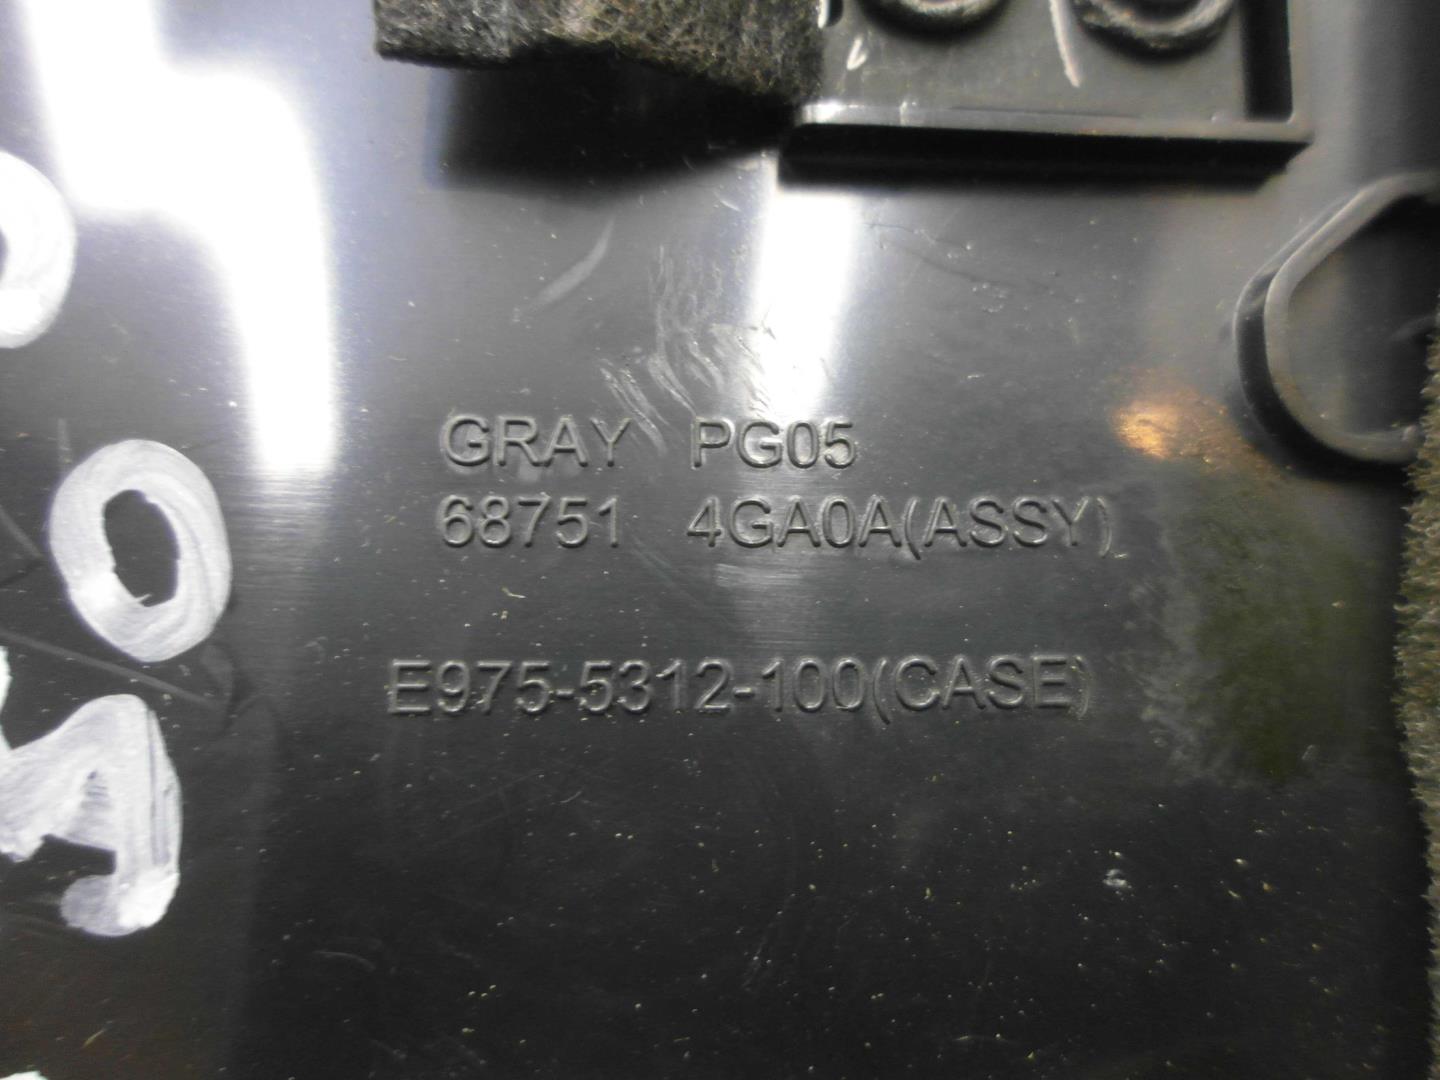 GRAY PG05
68751 4GA0A(ASSY)
E975-5312-100(CASE)